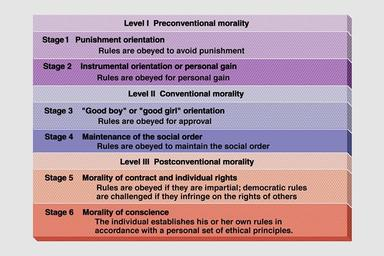 Level I Preconventional morality
Stage1 Punishment orientation
Rules are obeyed to avoid punishment
Stage 2 Instrumental orientation or personal gain
Rules are obeyed for personal gain
Level II Conventional morality
Stage 3 "Good boy" or "good girl" orientation
Rules are obeyed for approval
Stage 4 Maintenance of the social order
Rules are obeyed to maintain the social order
Level III Postconventional morality
Stage 5 Morality of contract and individual rights
Rules are obeyed if they are impartial; democratic rules
are challenged if they infringe on the rights of others
Stage 6 Morality of conscience
The individual establishes his or her own rules in
accordance with a personal set of ethical principles.